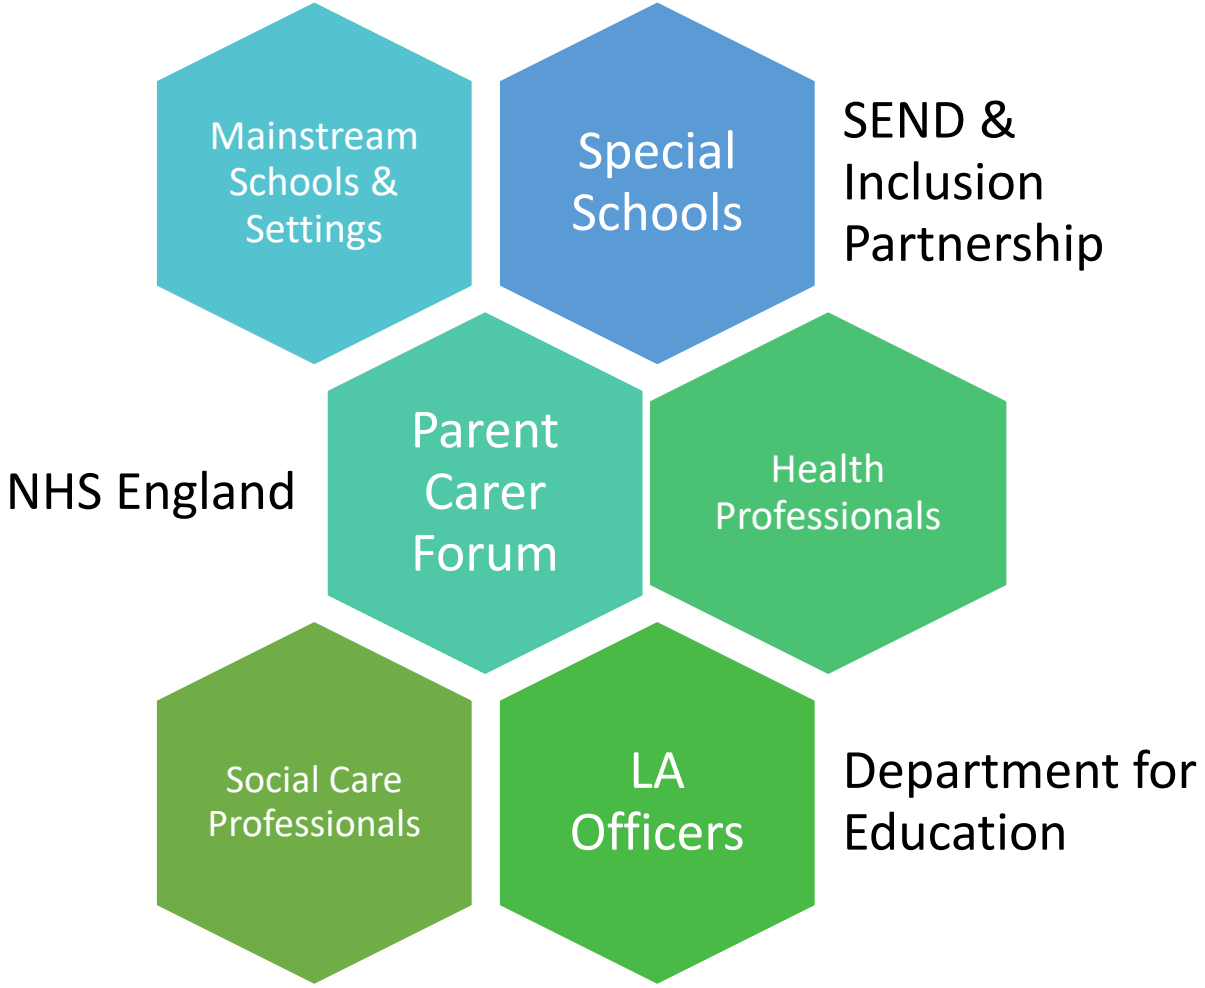 Mainstream
Schools &
Settings
Special
Schools
SEND &
Inclusion
Partnership
NHS England
Parent
Carer
Forum
Health
Professionals
Social Care
Professionals
LA
Officers
Department for
Education